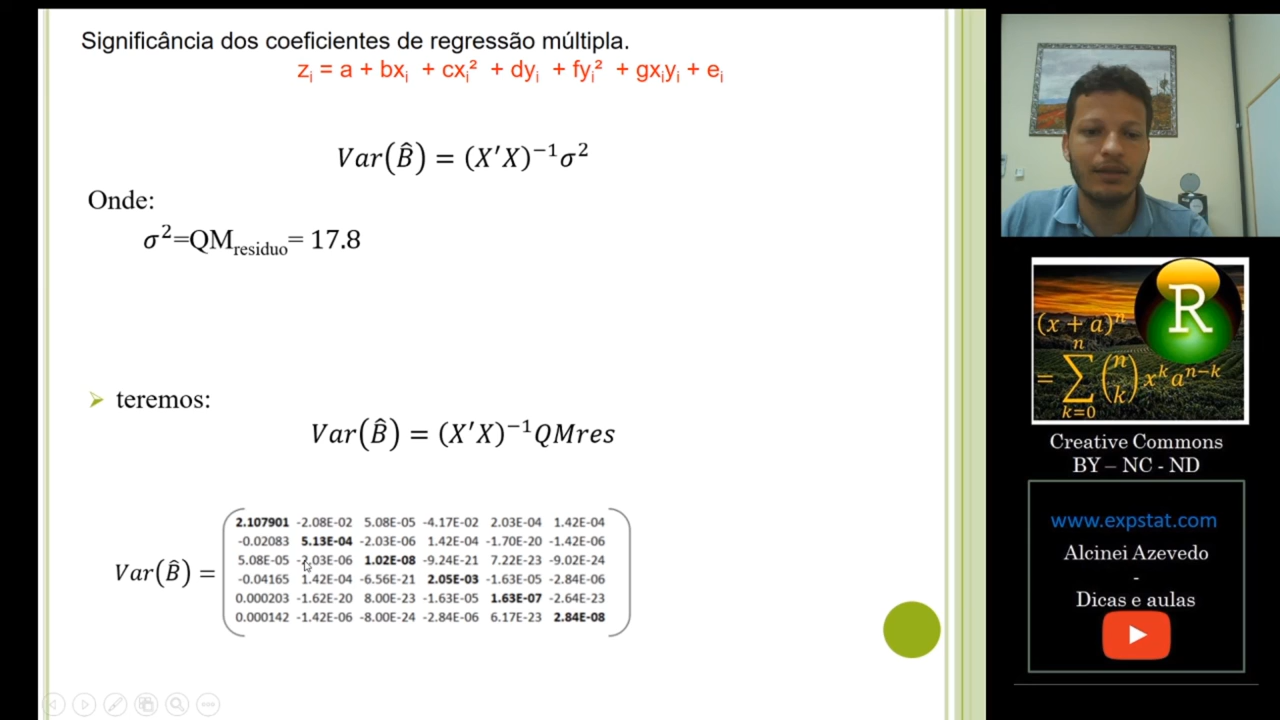 Significância dos coeficientes de regressão múltipla.
zᵢ = a + bxᵢ + cxᵢ² + dyᵢ + fyᵢ² + gxᵢyᵢ + eᵢ
Var(B̂) = (X′X)⁻¹σ²
Onde:
σ²=QMresiduo= 17.8
teremos:
Var(B̂) = (X′X)⁻¹QMres
Var(B̂) =
2.107901 -2.08E-02 5.08E-05 -4.17E-02 2.03E-04 1.42E-04
-0.02083 5.13E-04 -2.03E-06 1.42E-04 -1.70E-20 -1.42E-06
5.08E-05 -2.03E-06 1.02E-08 -9.24E-21 7.22E-23 -9.02E-24
-0.04165 1.42E-04 -6.56E-21 2.05E-03 -1.63E-05 -2.84E-06
0.000203 -1.62E-20 8.00E-23 -1.63E-05 1.63E-07 -2.64E-23
0.000142 -1.42E-06 -8.00E-24 -2.84E-06 6.17E-23 2.84E-08
R
(x + a)ⁿ
= ∑ₖ₌₀ⁿ (n k) xᵏaⁿ⁻ᵏ
Creative Commons
BY – NC - ND
www.expstat.com
Alcinei Azevedo
-
Dicas e aulas